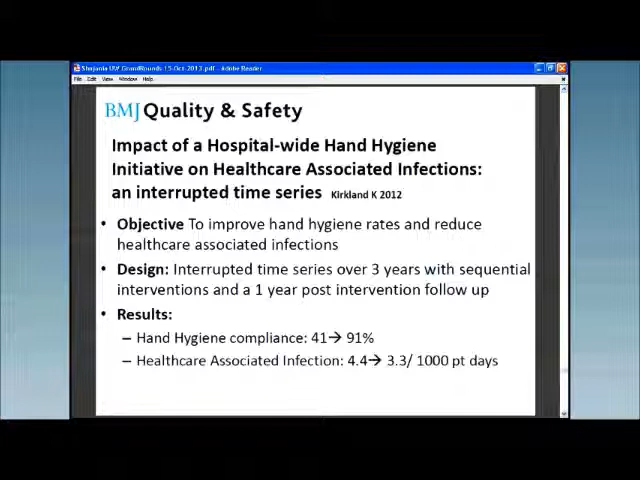 Shojania UW GrandRounds 15-Oct-2013.pdf - Adobe Reader
File Edit View Window Help
BMJ Quality & Safety
Impact of a Hospital-wide Hand Hygiene
Initiative on Healthcare Associated Infections:
an interrupted time series Kirkland K 2012
• Objective To improve hand hygiene rates and reduce
healthcare associated infections
• Design: Interrupted time series over 3 years with sequential
interventions and a 1 year post intervention follow up
• Results:
– Hand Hygiene compliance: 41→ 91%
– Healthcare Associated Infection: 4.4→ 3.3/ 1000 pt days